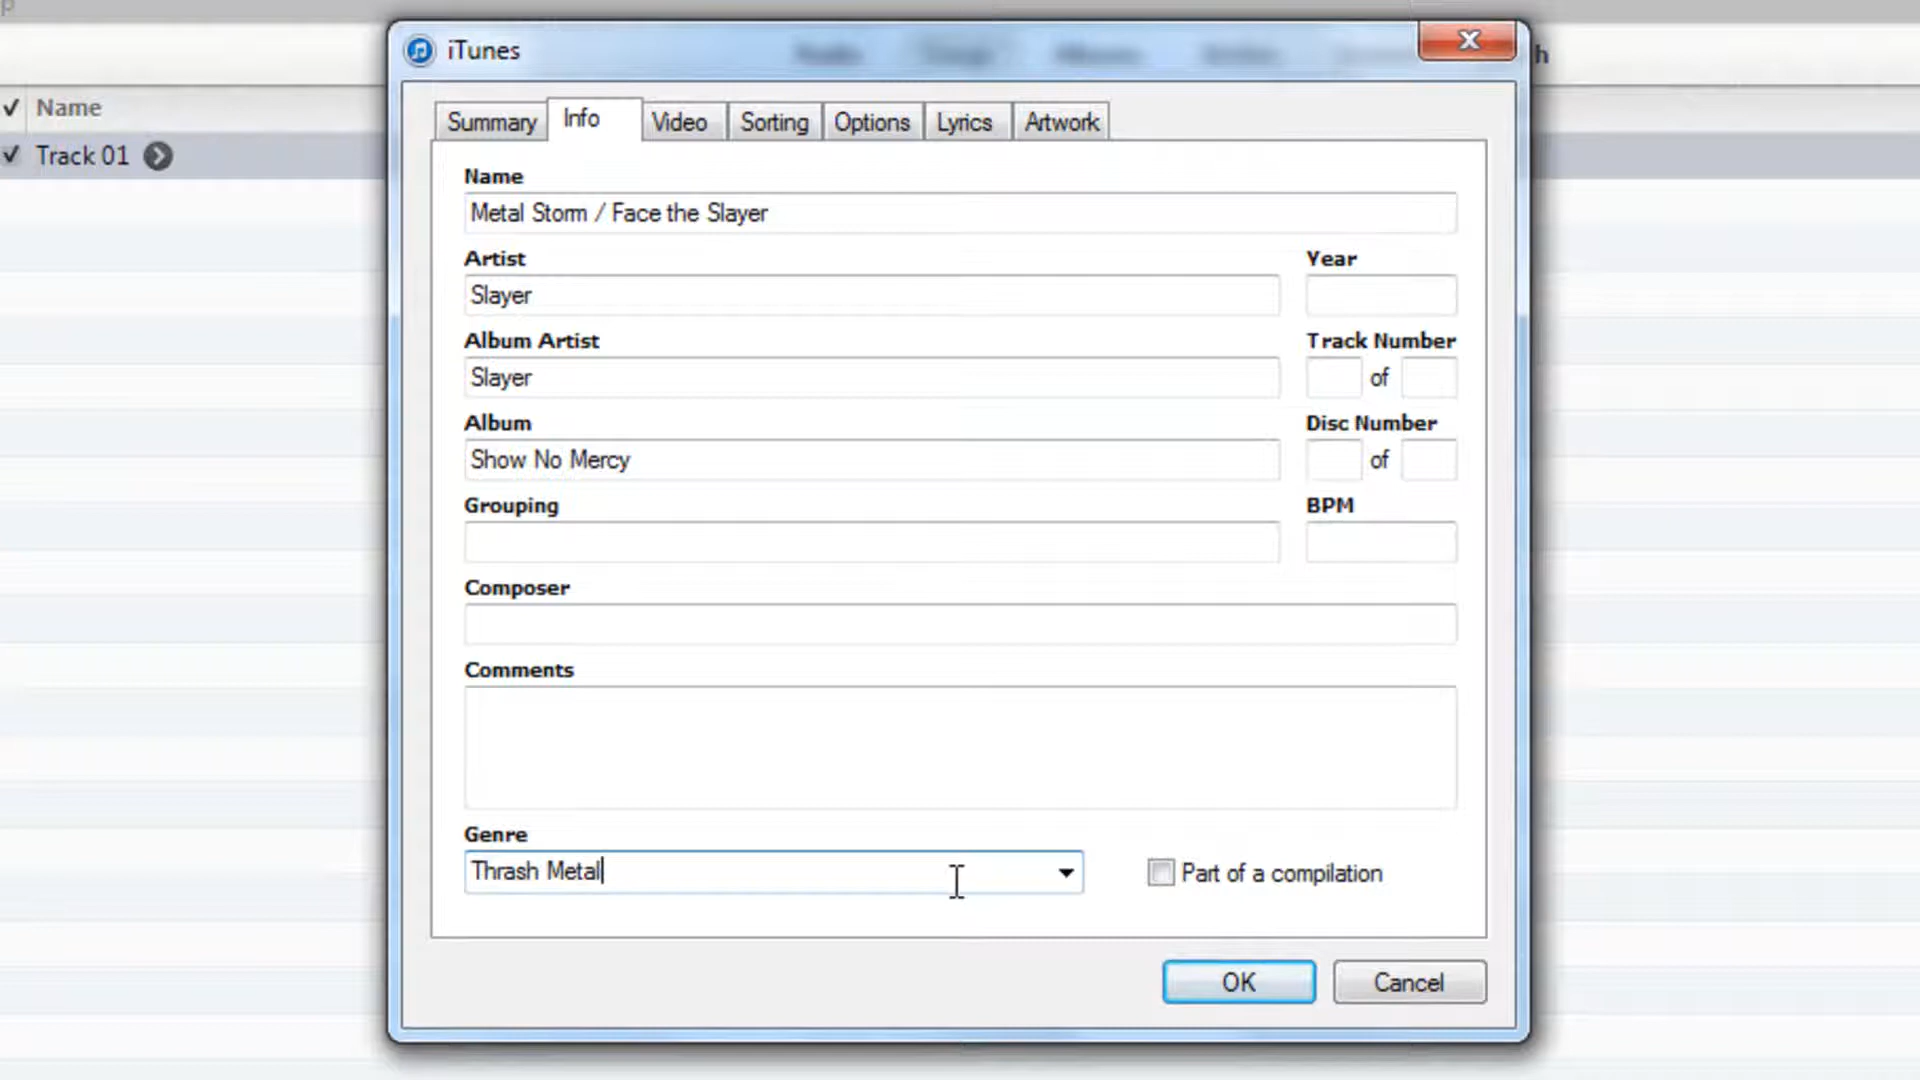 iTunes
Name
Track 01
Summary Info Video Sorting Options Lyrics Artwork
Name
Metal Storm / Face the Slayer
Artist Year
Slayer
Album Artist Track Number
Slayer of
Album Disc Number
Show No Mercy of
Grouping BPM
Composer
Comments
Genre
Thrash Metal Part of a compilation
OK Cancel